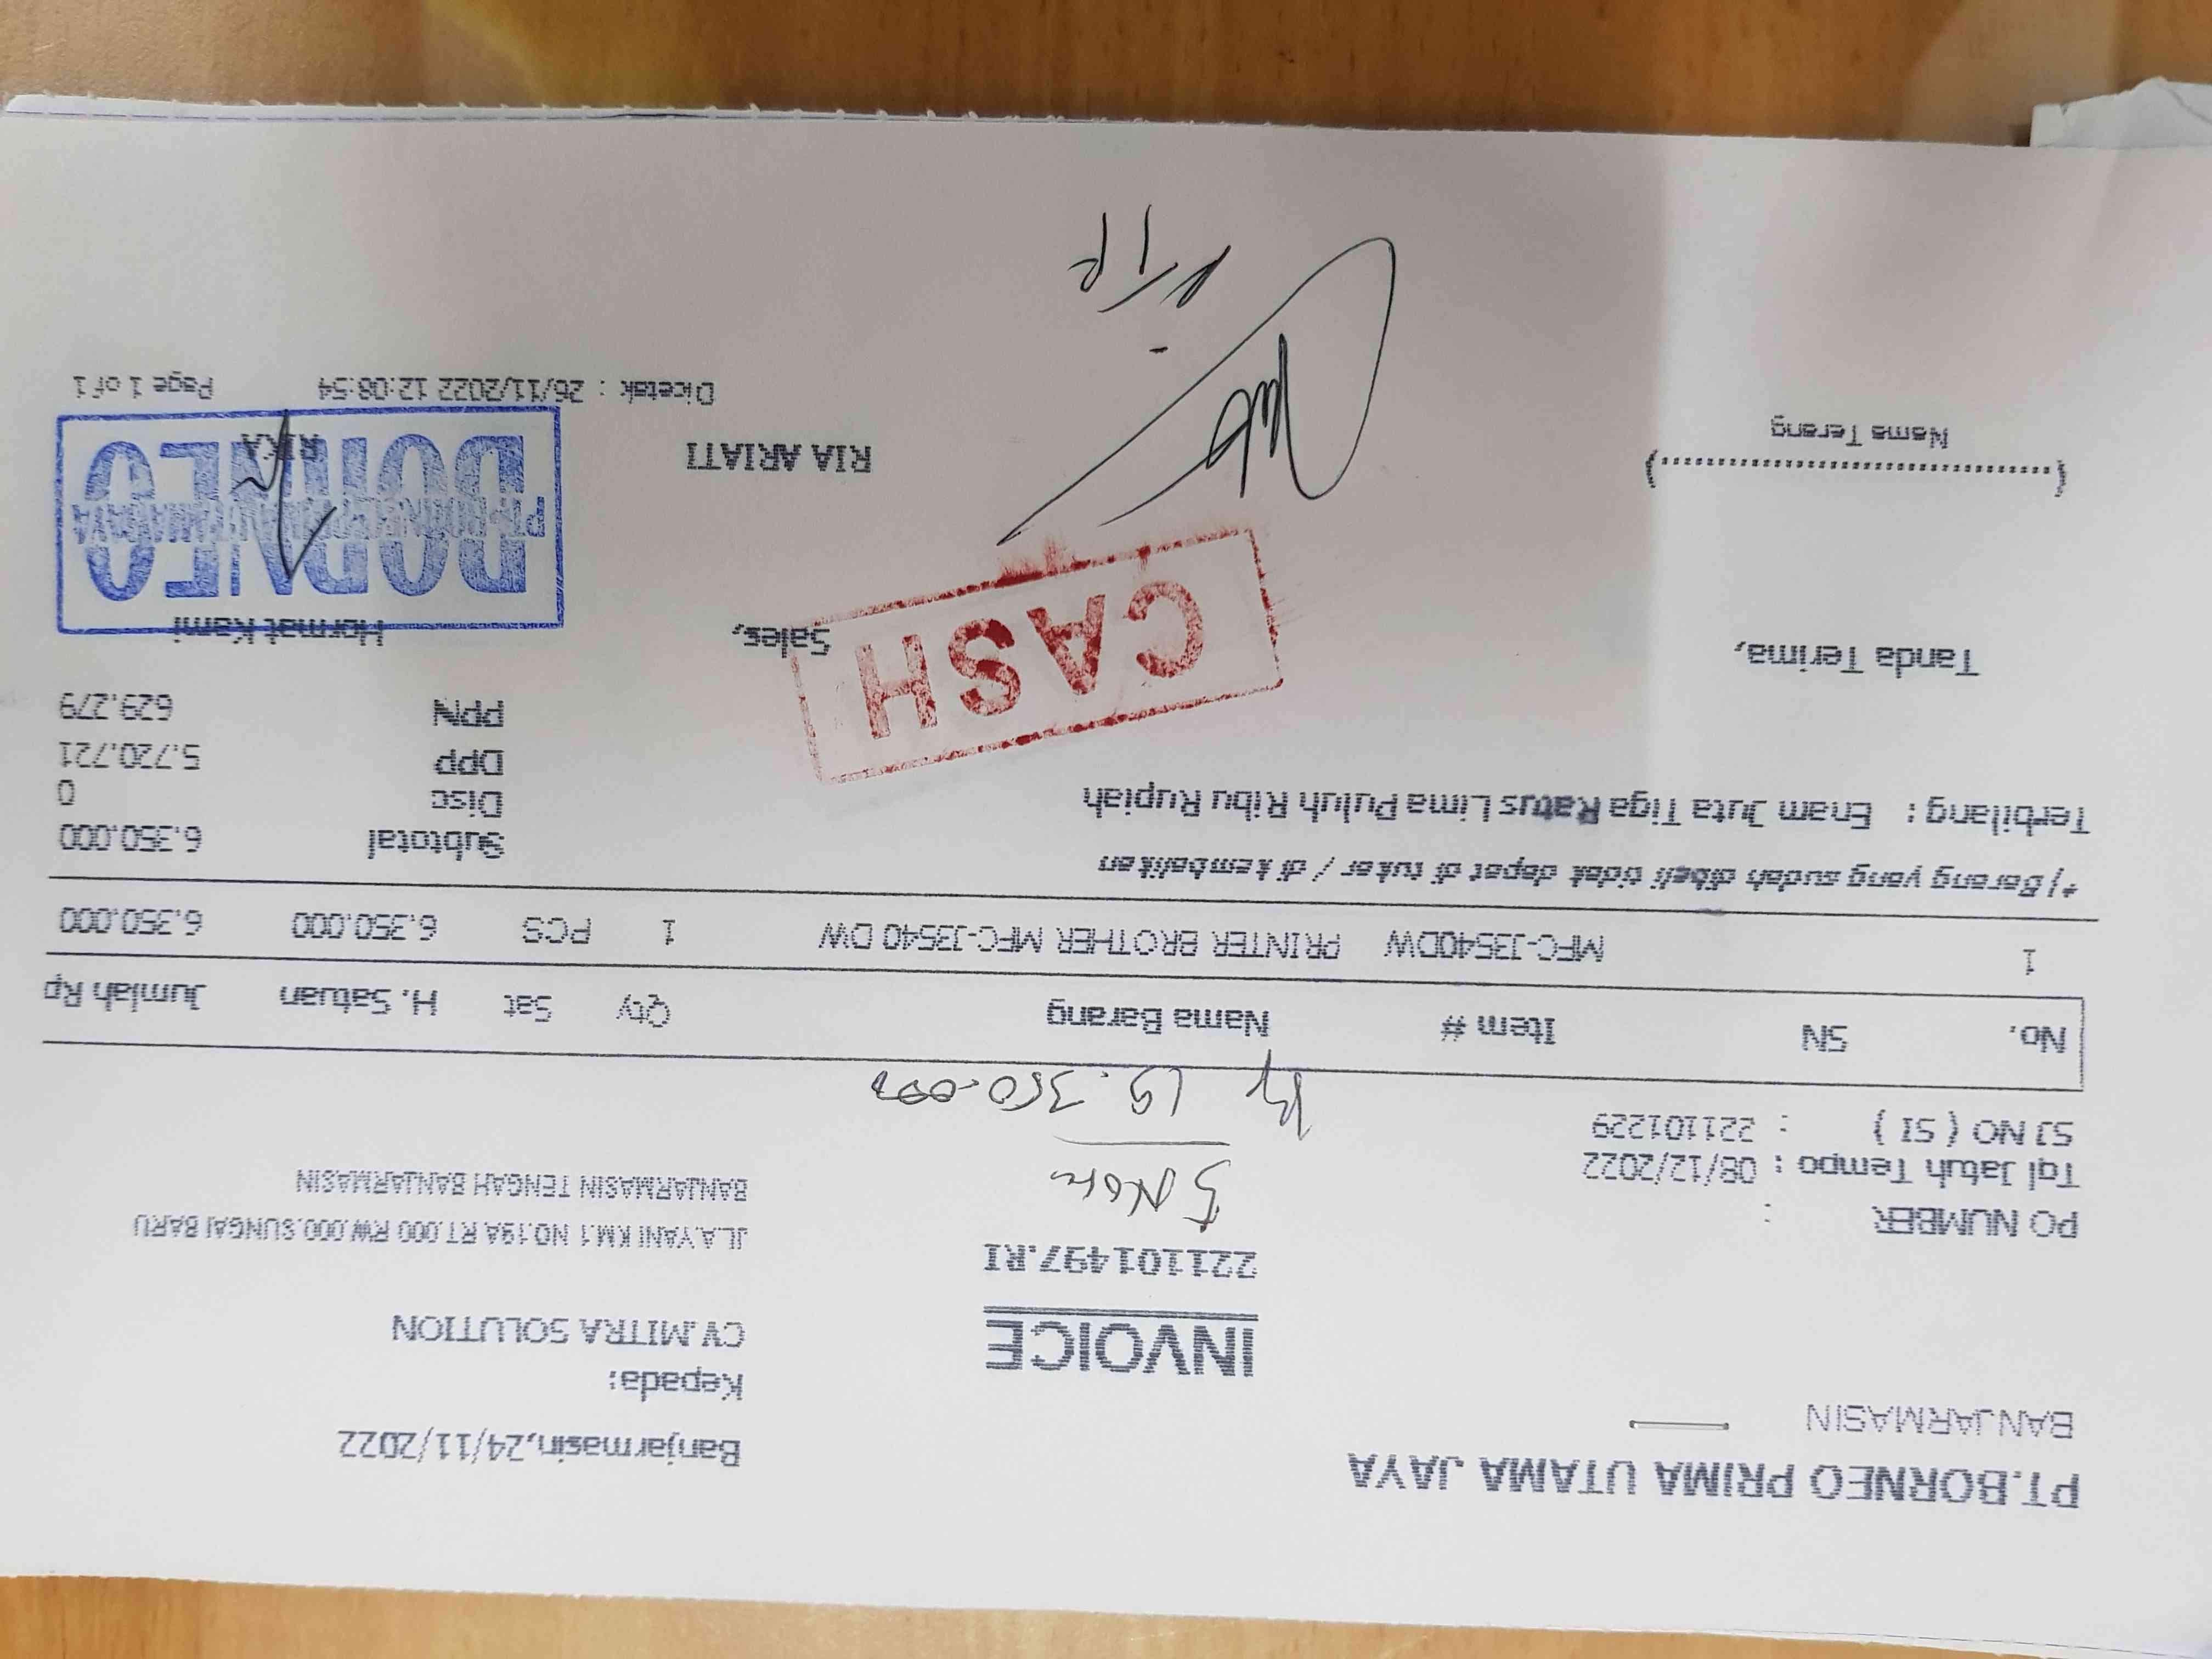 PT.BORNEO PRIMA UTAMA JAYA
BANJARMASIN
Banjarmasin,24/11/2022
Kepada:
CV.MITRA SOLUTION
JL.A.YANI KM.1 NO.19A RT.000 RW.000.SUNGAI BARU
BANJARMASIN TENGAH BANJARMASIN
INVOICE
221101497.RI
3 Nota
Rp 19.350.000
PO NUMBER :
Tgl Jatuh Tempo : 08/12/2022
SJ NO ( SI ) : 221101229
No. SN Item # Nama Barang Qty Sat H. Satuan Jumlah Rp
1 MFC-J3540DW PRINTER BROTHER MFC-J3540 DW 1 PCS 6.350.000 6.350.000
*/ Barang yang sudah dibeli tidak dapat di tukar / di kembalikan
Terbilang : Enam Juta Tiga Ratus Lima Puluh Ribu Rupiah
Subtotal 6.350.000
Disc 0
DPP 5.720.721
PPN 629.279
Tanda Terima,
Sales,
Hormat Kami
CASH
BORNEO
(....................................)
Nama Terang
RIA ARIATI
RIKA
Dicetak : 26/11/2022 12:08:54 Page 1 of 1